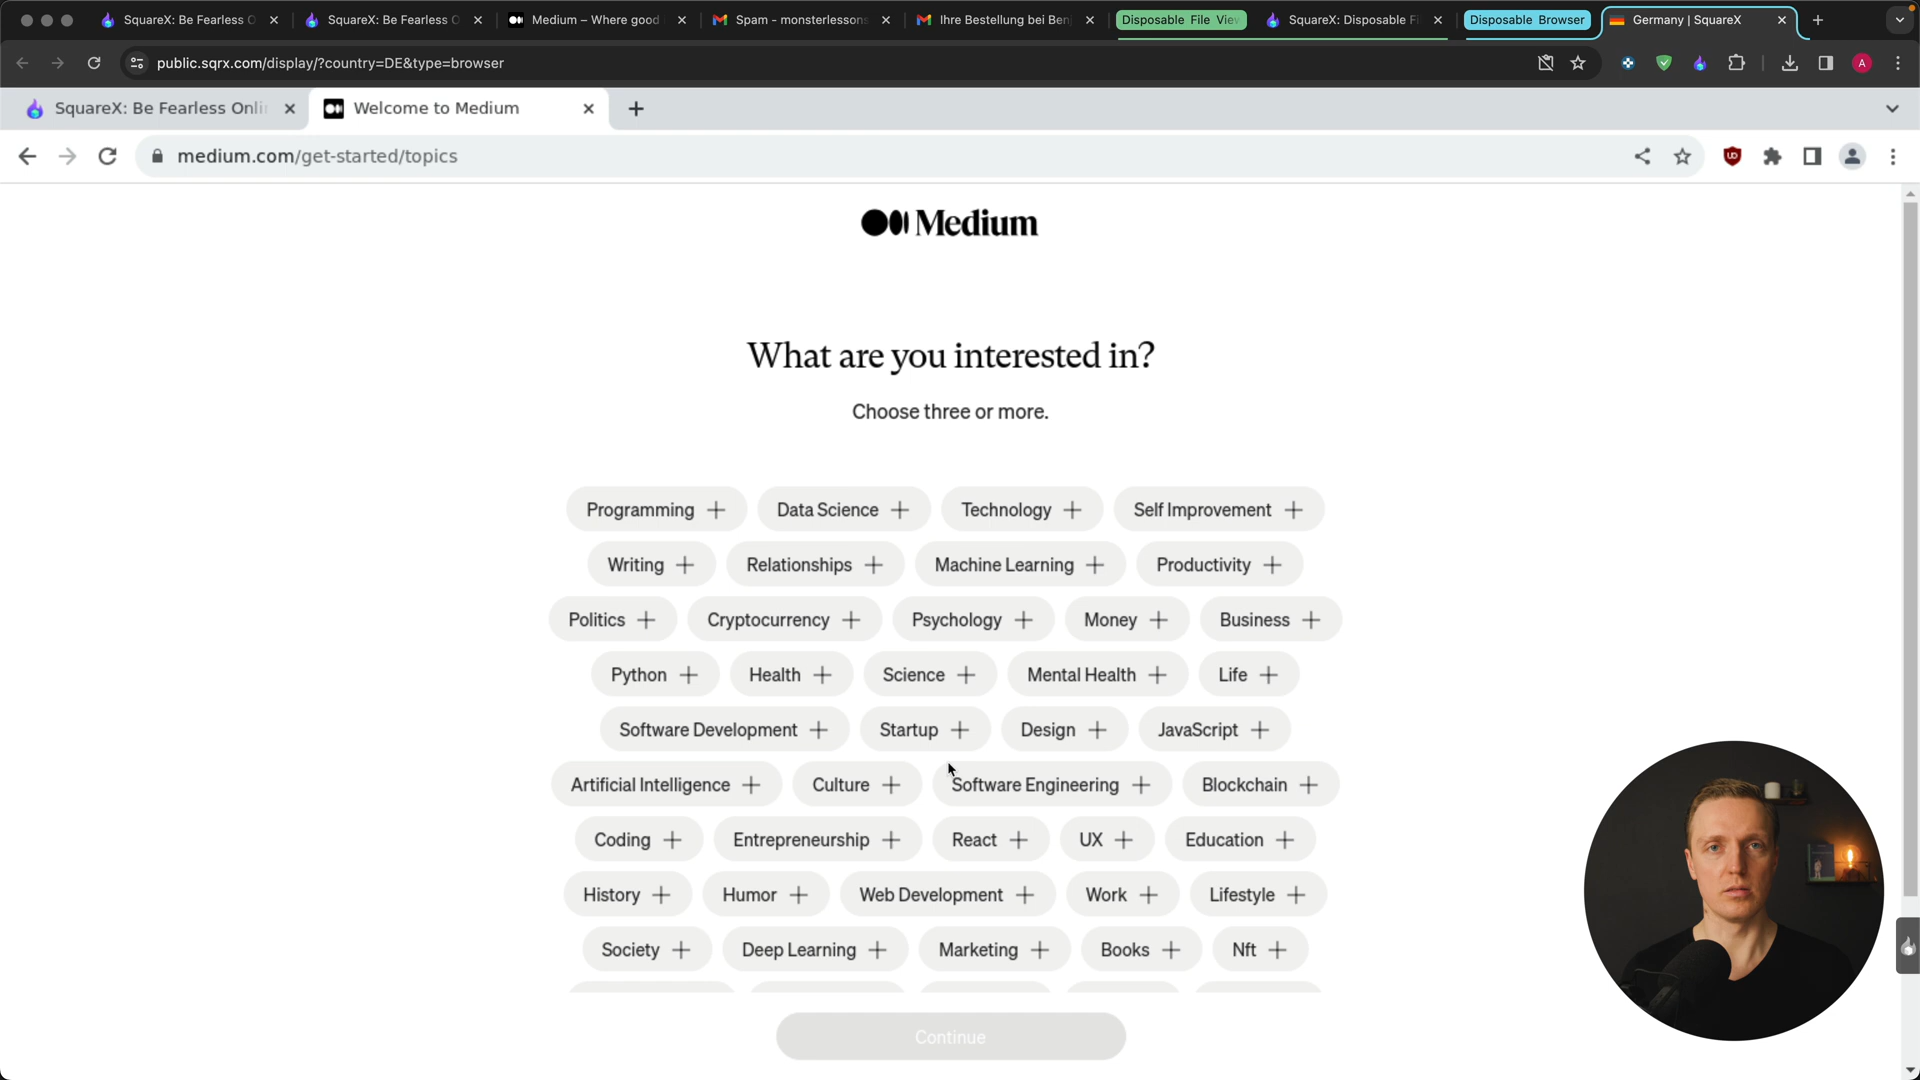 SquareX: Be Fearless O
SquareX: Be Fearless O
Medium – Where good
Spam - monsterlessons
Ihre Bestellung bei Ben
Disposable File View
SquareX: Disposable Fi
Disposable Browser
Germany | SquareX
public.sqrx.com/display/?country=DE&type=browser
A
SquareX: Be Fearless Onli
Welcome to Medium
medium.com/get-started/topics
Medium
What are you interested in?
Choose three or more.
Programming Data Science Technology Self Improvement
Writing Relationships Machine Learning Productivity
Politics Cryptocurrency Psychology Money Business
Python Health Science Mental Health Life
Software Development Startup Design JavaScript
Artificial Intelligence Culture Software Engineering Blockchain
Coding Entrepreneurship React UX Education
History Humor Web Development Work Lifestyle
Society Deep Learning Marketing Books Nft
Continue